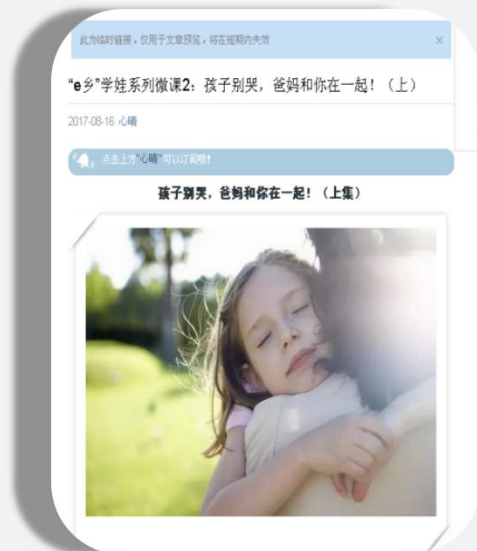 此为临时链接，仅用于文章预览，将在短期内失效
×
“e乡”学娃系列微课2：孩子别哭，爸妈和你在一起！（上）
2017-08-16 心晴
点击上方“心晴”可以订阅哦！
孩子别哭，爸妈和你在一起！（上集）